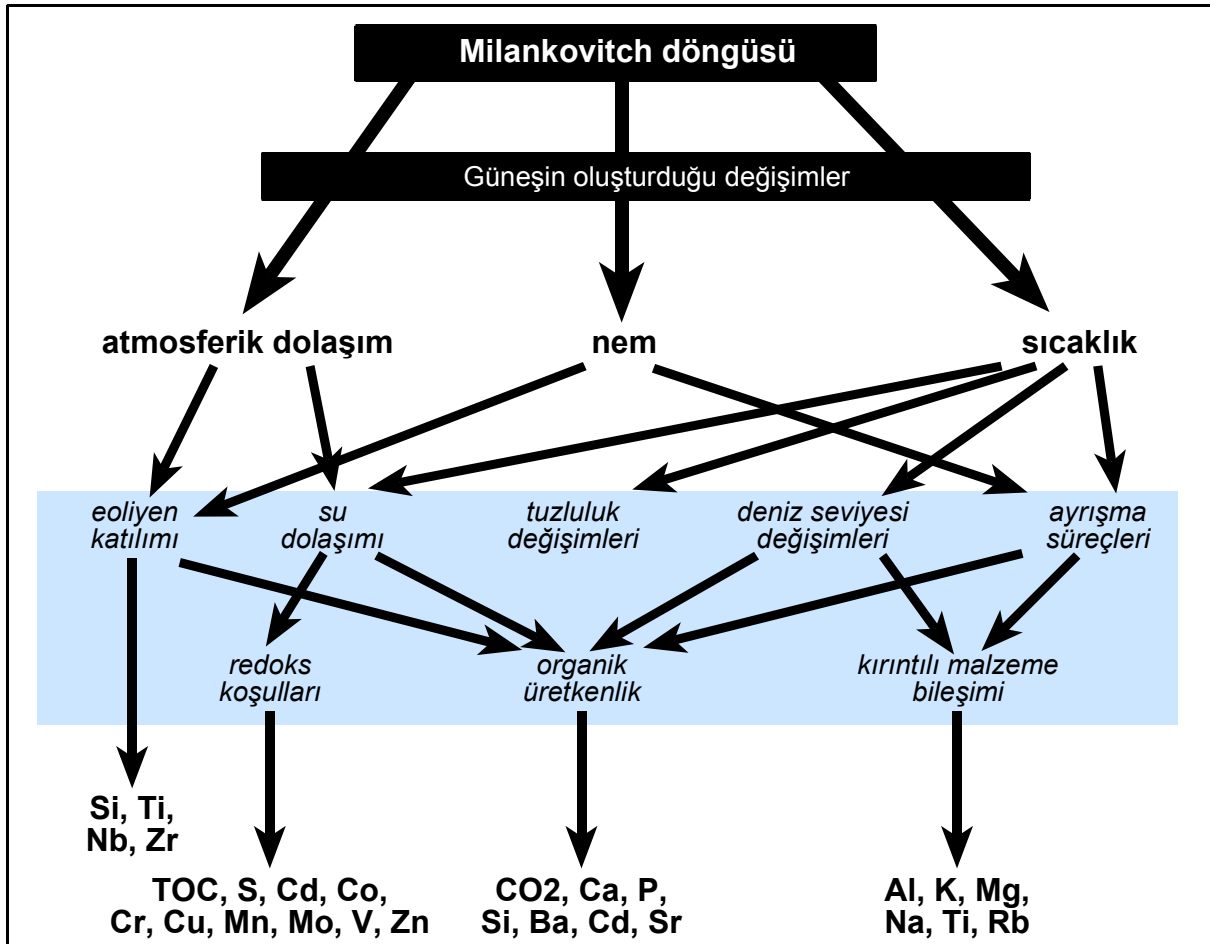 Milankovitch döngüsü
Güneşin oluşturduğu değişimler
atmosferik dolaşım
nem
sıcaklık
eoliyen
katılımı
su
dolaşımı
tuzluluk
değişimleri
deniz seviyesi
değişimleri
ayrışma
süreçleri
redoks
koşulları
organik
üretkenlik
kırıntılı malzeme
bileşimi
Si, Ti,
Nb, Zr
TOC, S, Cd, Co,
Cr, Cu, Mn, Mo, V, Zn
CO2, Ca, P,
Si, Ba, Cd, Sr
Al, K, Mg,
Na, Ti, Rb